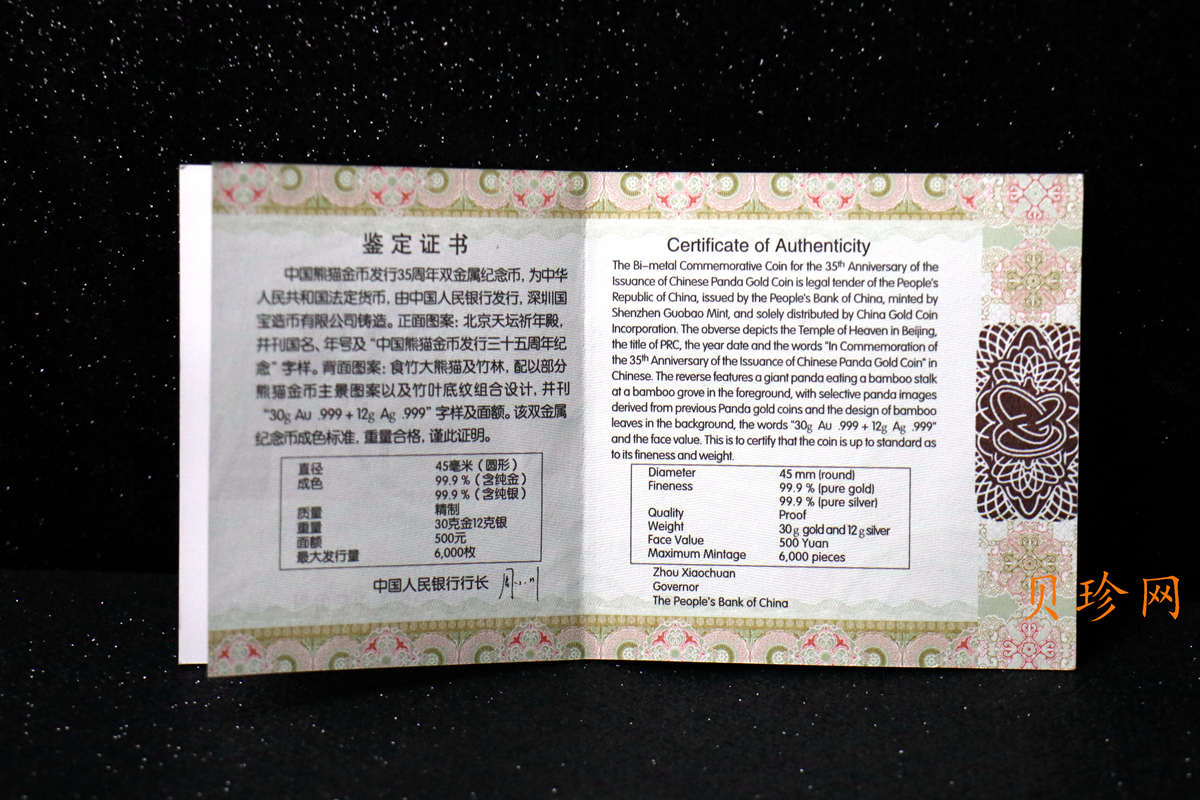 鉴定证书
中国熊猫金币发行35周年双金属纪念币，为中华
人民共和国法定货币，由中国人民银行发行，深圳国
宝造币有限公司铸造。正面图案：北京天坛祈年殿，
并刊国名、年号及“中国熊猫金币发行三十五周年纪
念”字样。背面图案：食竹大熊猫及竹林，配以部分
熊猫金币主景图案以及竹叶底纹组合设计，并刊
“30g Au .999 + 12g Ag .999”字样及面额。该双金属
纪念币成色标准，重量合格，谨此证明。
直径 45毫米（圆形）
成色 99.9％（含纯金）
99.9％（含纯银）
质量 精制
重量 30克金12克银
面额 500元
最大发行量 6,000枚
中国人民银行行长
Certificate of Authenticity
The Bi-metal Commemorative Coin for the 35th Anniversary of the
Issuance of Chinese Panda Gold Coin is legal tender of the People's
Republic of China, issued by the People's Bank of China, minted by
Shenzhen Guobao Mint, and solely distributed by China Gold Coin
Incorporation. The obverse depicts the Temple of Heaven in Beijing,
the title of PRC, the year date and the words "In Commemoration of
the 35th Anniversary of the Issuance of Chinese Panda Gold Coin" in
Chinese. The reverse features a giant panda eating a bamboo stalk
at a bamboo grove in the foreground, with selective panda images
derived from previous Panda gold coins and the design of bamboo
leaves in the background, the words "30g Au .999 + 12g Ag .999"
and the face value. This is to certify that the coin is up to standard as
to its fineness and weight.
Diameter 45 mm (round)
Fineness 99.9 % (pure gold)
99.9 % (pure silver)
Quality Proof
Weight 30g gold and 12g silver
Face Value 500 Yuan
Maximum Mintage 6,000 pieces
Zhou Xiaochuan
Governor
The People's Bank of China
贝珍网